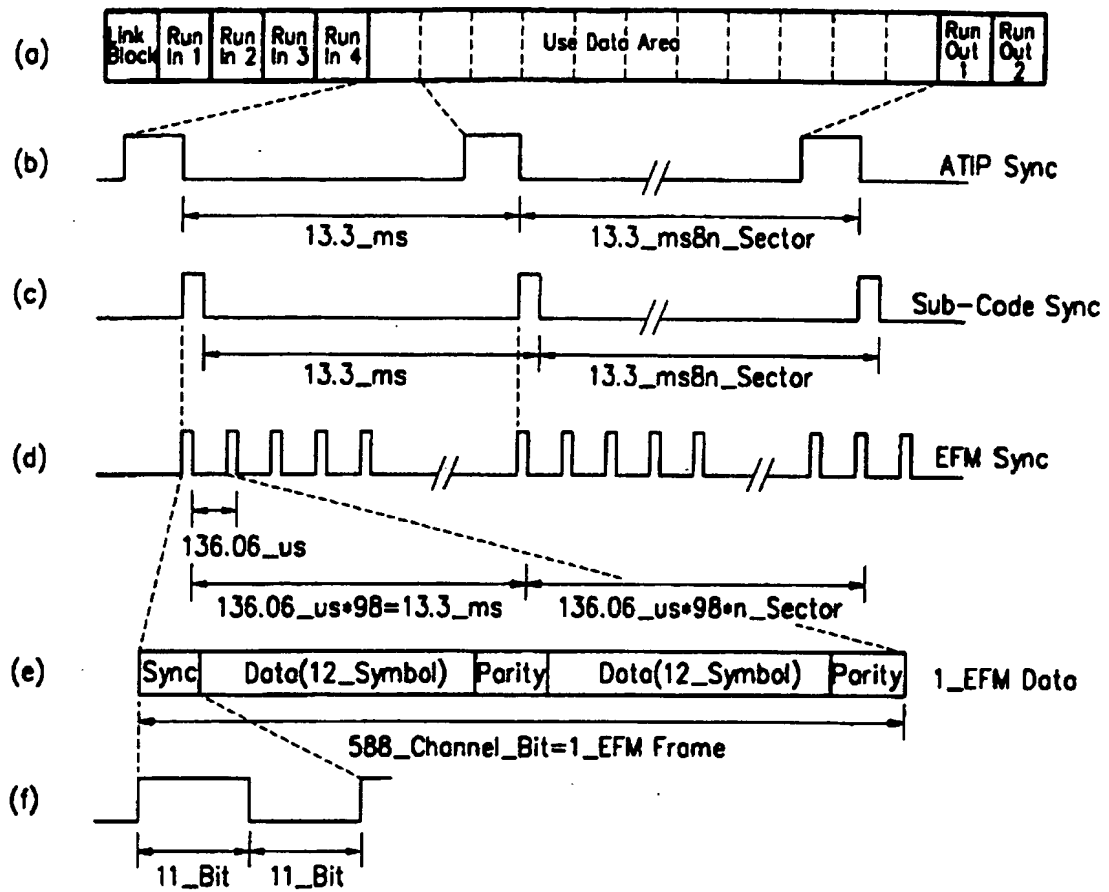 (a)
Link Block
Run In 1
Run In 2
Run In 3
Run In 4
Use Data Area
Run Out 1
Run Out 2
(b)
ATIP Sync
13.3_ms
13.3_ms8n_Sector
(c)
Sub-Code Sync
13.3_ms
13.3_ms8n_Sector
(d)
EFM Sync
136.06_us
136.06_us*98=13.3_ms
136.06_us*98*n_Sector
(e)
Sync
Data(12_Symbol)
Parity
Data(12_Symbol)
Parity
1_EFM Data
588_Channel_Bit=1_EFM Frame
(f)
11_Bit
11_Bit